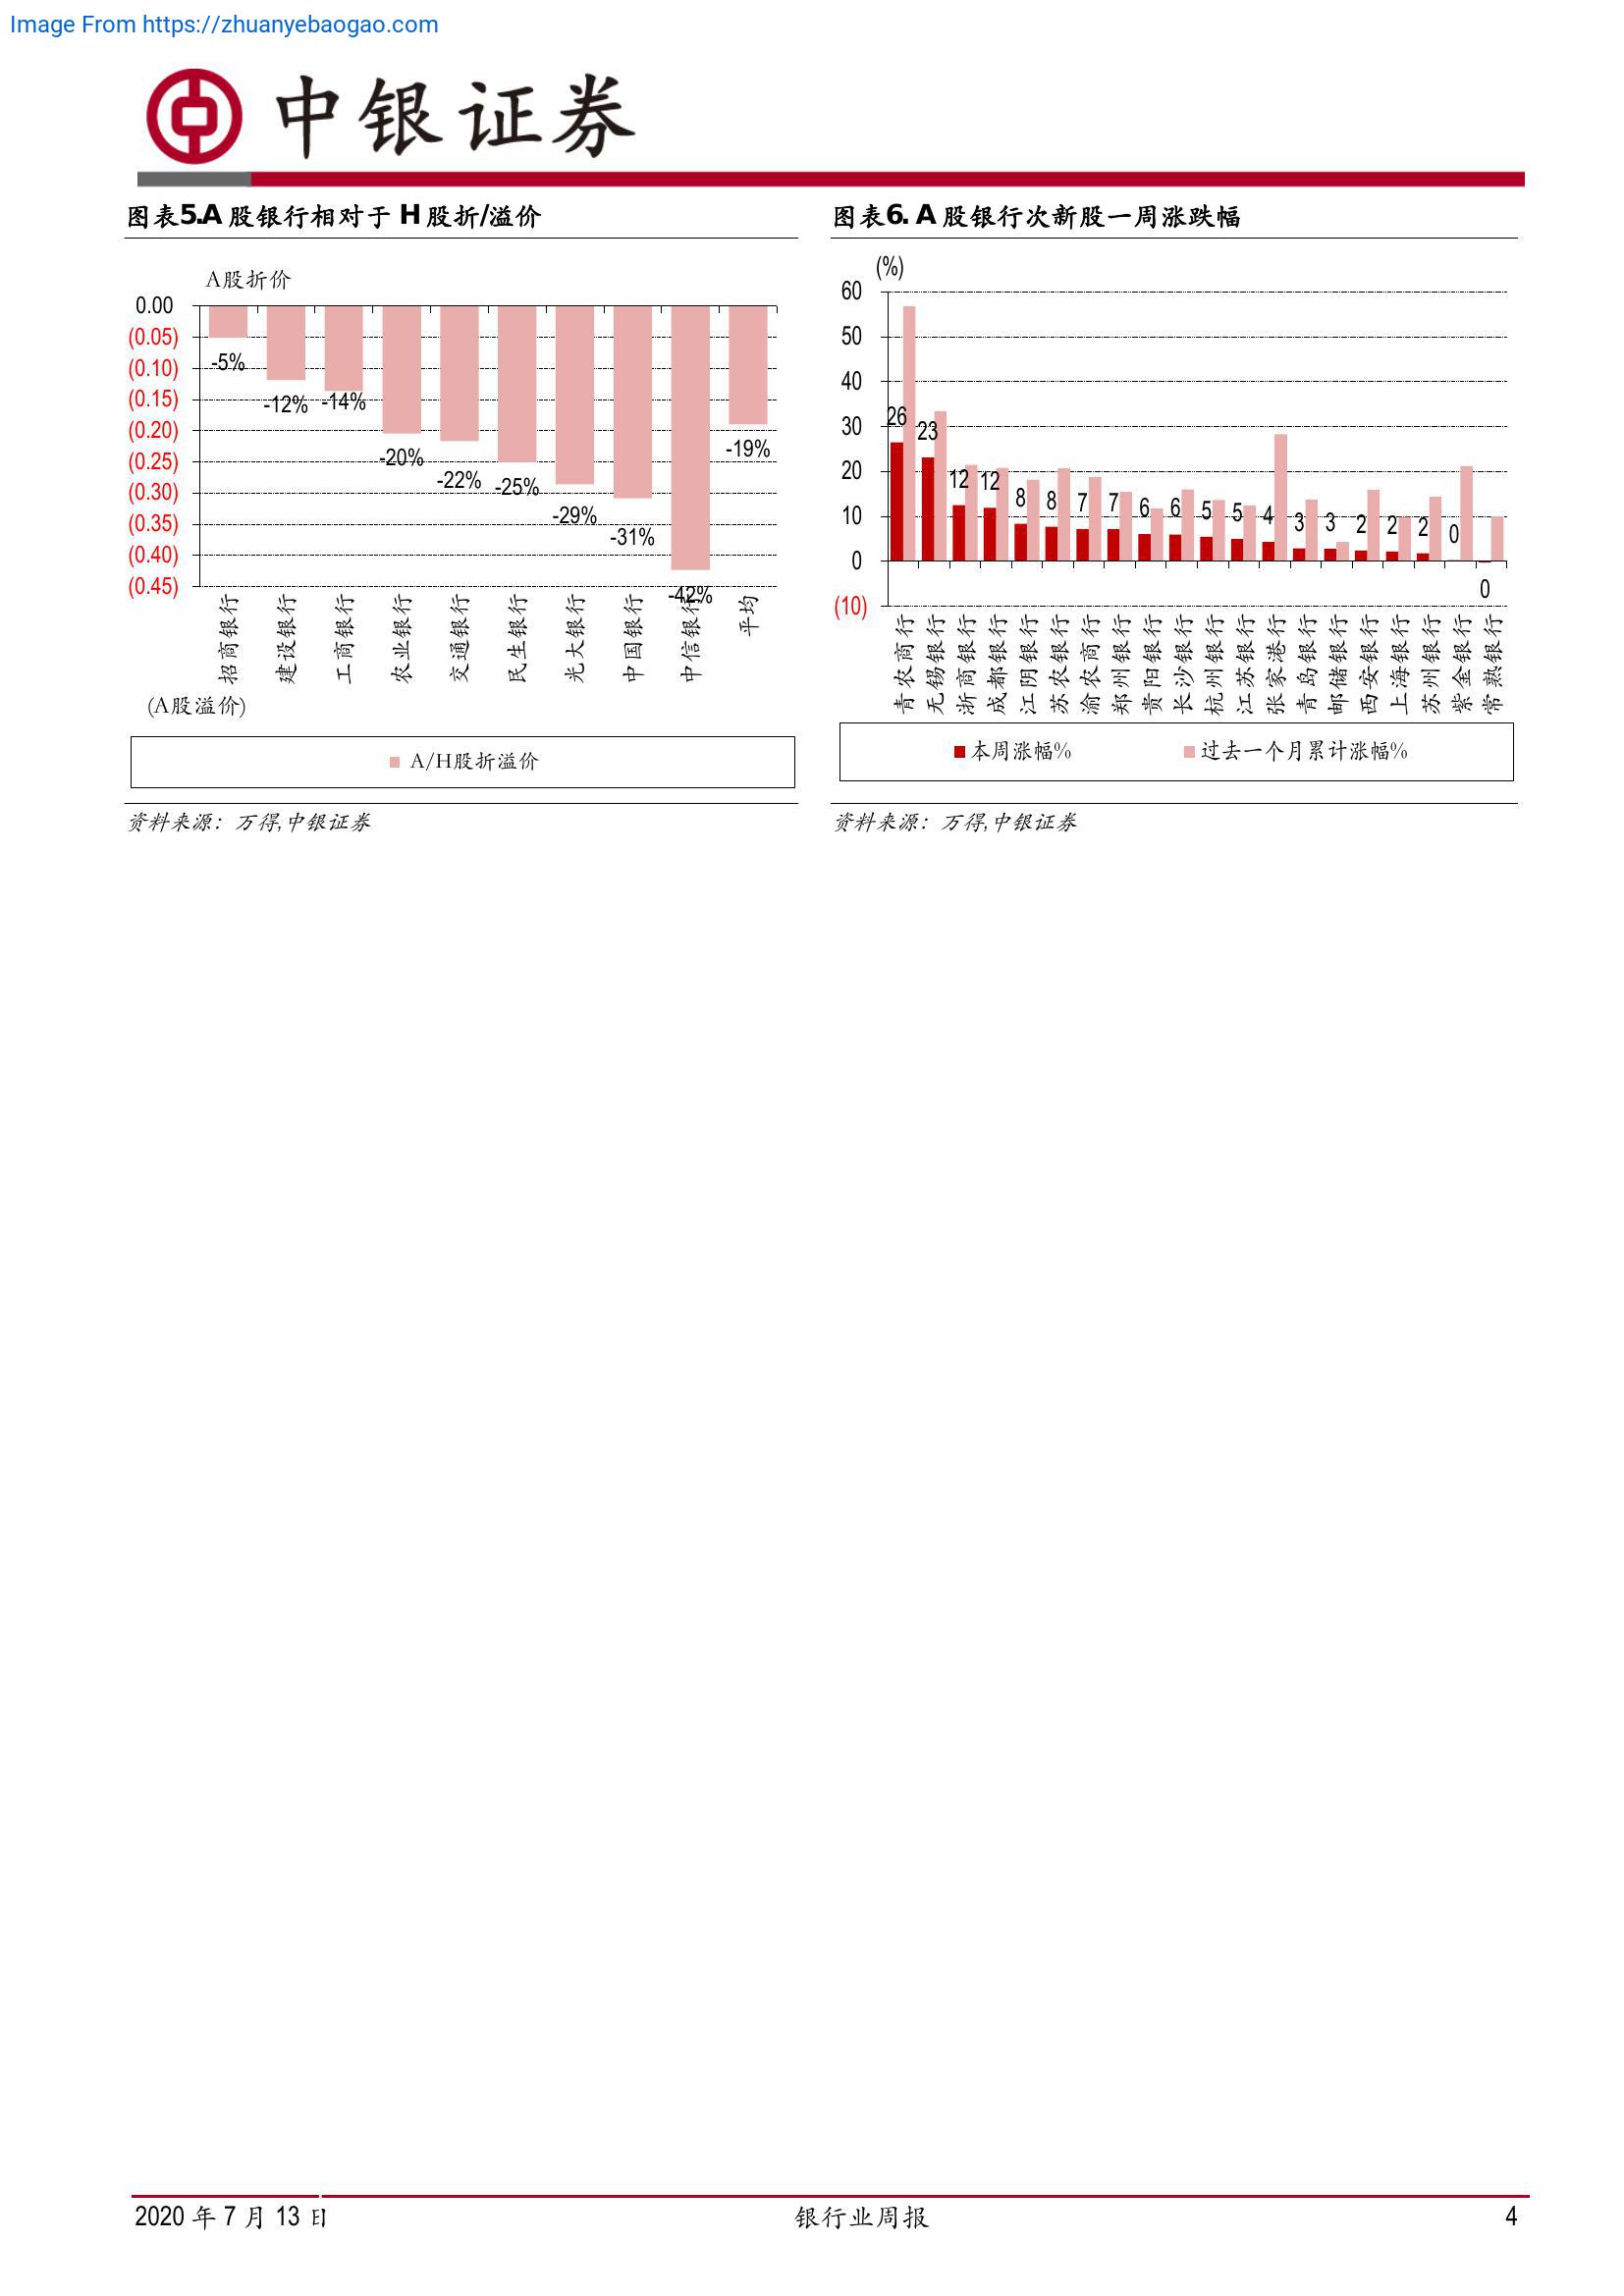 Image From https://zhuanyebaogao.com
中银证券
图表5.A 股银行相对于 H 股折/溢价
A股折价
0.00
(0.05)
(0.10)
(0.15)
(0.20)
(0.25)
(0.30)
(0.35)
(0.40)
(0.45)
-5%
-12%
-14%
-20%
-22%
-25%
-29%
-31%
-42%
-19%
招商银行
建设银行
工商银行
农业银行
交通银行
民生银行
光大银行
中国银行
中信银行
平均
(A股溢价)
A/H股折溢价
资料来源：万得,中银证券
图表6. A 股银行次新股一周涨跌幅
(%)
60
50
40
30
20
10
0
(10)
26
23
12
12
8
8
7
7
6
6
5
5
4
3
3
2
2
2
0
0
青农商行
无锡银行
浙商银行
成都银行
江阴银行
苏农银行
渝农商行
郑州银行
贵阳银行
长沙银行
杭州银行
江苏银行
张家港行
青岛银行
邮储银行
西安银行
上海银行
苏州银行
紫金银行
常熟银行
本周涨幅%
过去一个月累计涨幅%
资料来源：万得,中银证券
2020 年 7 月 13 日
银行业周报
4